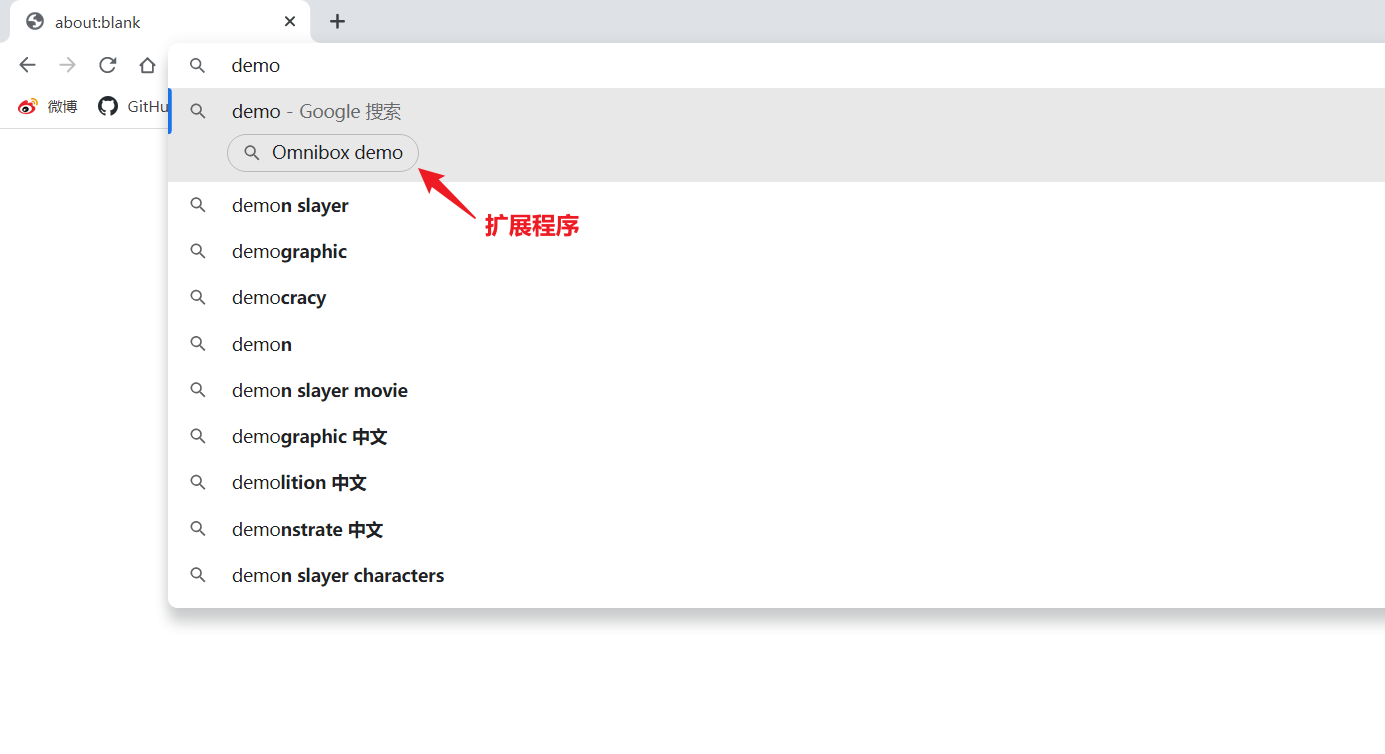 about:blank
demo
微博 GitHu
demo - Google 搜索
Omnibox demo
demon slayer
扩展程序
demographic
democracy
demon
demon slayer movie
demographic 中文
demolition 中文
demonstrate 中文
demon slayer characters